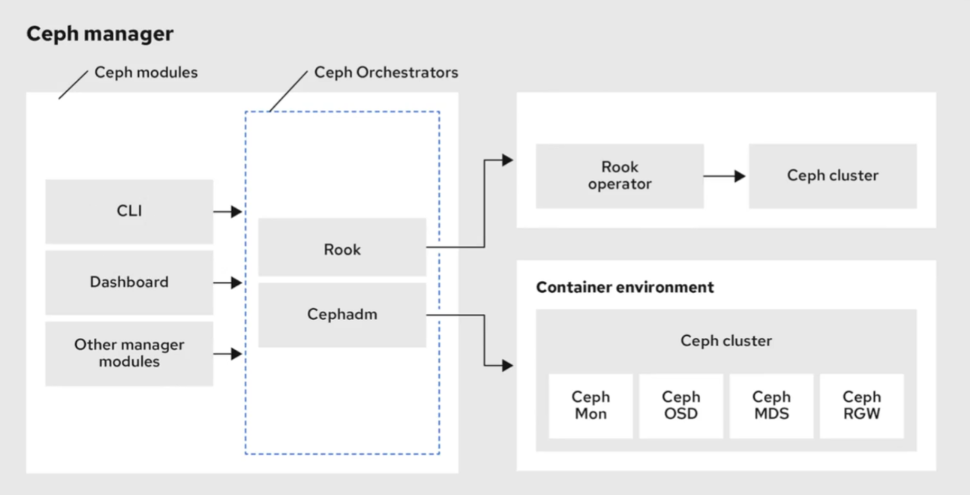 Ceph manager
Ceph modules
Ceph Orchestrators
CLI
Dashboard
Other manager
modules
Rook
Cephadm
Rook
operator
Ceph cluster
Container environment
Ceph cluster
Ceph
Mon
Ceph
OSD
Ceph
MDS
Ceph
RGW